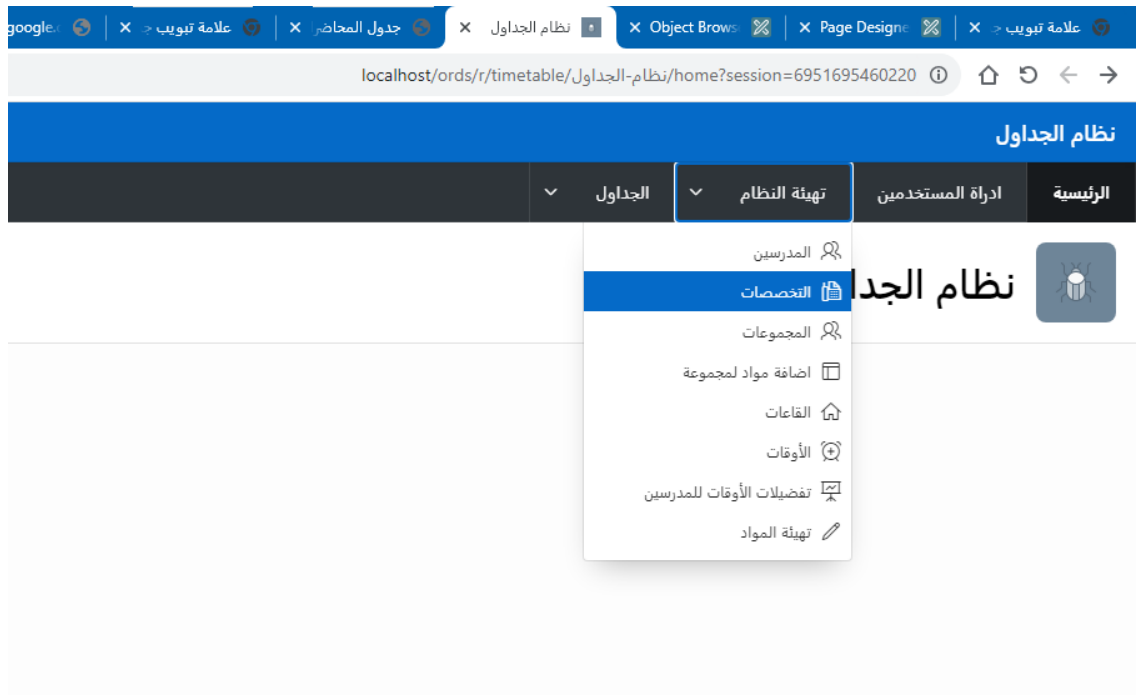 علامة تبويب ج
Page Designe
Object Brows
نظام الجداول
جدول المحاضرا
علامة تبويب ج
google.c
localhost/ords/r/timetable/نظام-الجداول/home?session=6951695460220
نظام الجداول
الرئيسية ادراة المستخدمين تهيئة النظام الجداول
نظام الجدا
المدرسين
التخصصات
المجموعات
اضافة مواد لمجموعة
القاعات
الأوقات
تفضيلات الأوقات للمدرسين
تهيئة المواد